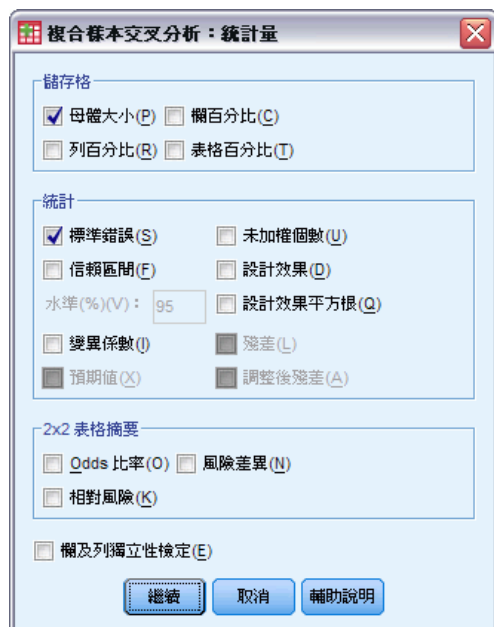 複合樣本交叉分析：統計量
儲存格
母體大小(P) 欄百分比(C)
列百分比(R) 表格百分比(T)
統計
標準錯誤(S) 未加權個數(U)
信賴區間(F) 設計效果(D)
水準(%)(V)： 95 設計效果平方根(Q)
變異係數(I) 殘差(L)
預期值(X) 調整後殘差(A)
2x2 表格摘要
Odds 比率(O) 風險差異(N)
相對風險(K)
欄及列獨立性檢定(E)
繼續 取消 輔助說明